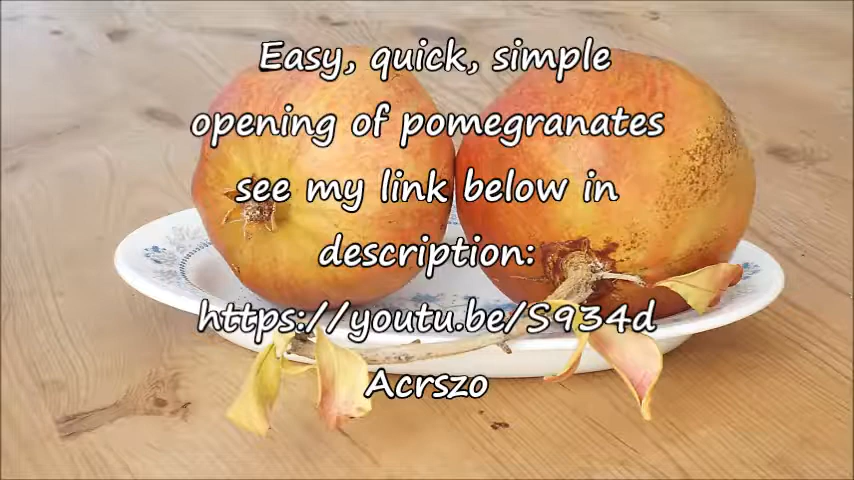 Easy, quick, simple
opening of pomegranates
see my link below in
description:
https://youtu.be/S934d
Acrszo